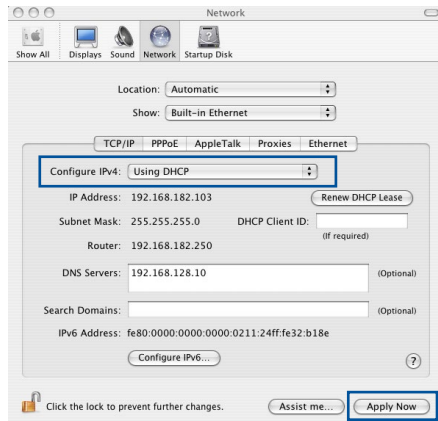 Network
Show All Displays Sound Network Startup Disk
Location: Automatic
Show: Built-in Ethernet
TCP/IP PPPoE AppleTalk Proxies Ethernet
Configure IPv4: Using DHCP
IP Address: 192.168.182.103 Renew DHCP Lease
Subnet Mask: 255.255.255.0 DHCP Client ID:
(If required)
Router: 192.168.182.250
DNS Servers: 192.168.128.10 (Optional)
Search Domains: (Optional)
IPv6 Address: fe80:0000:0000:0000:0211:24ff:fe32:b18e
Configure IPv6...
?
Click the lock to prevent further changes. Assist me... Apply Now